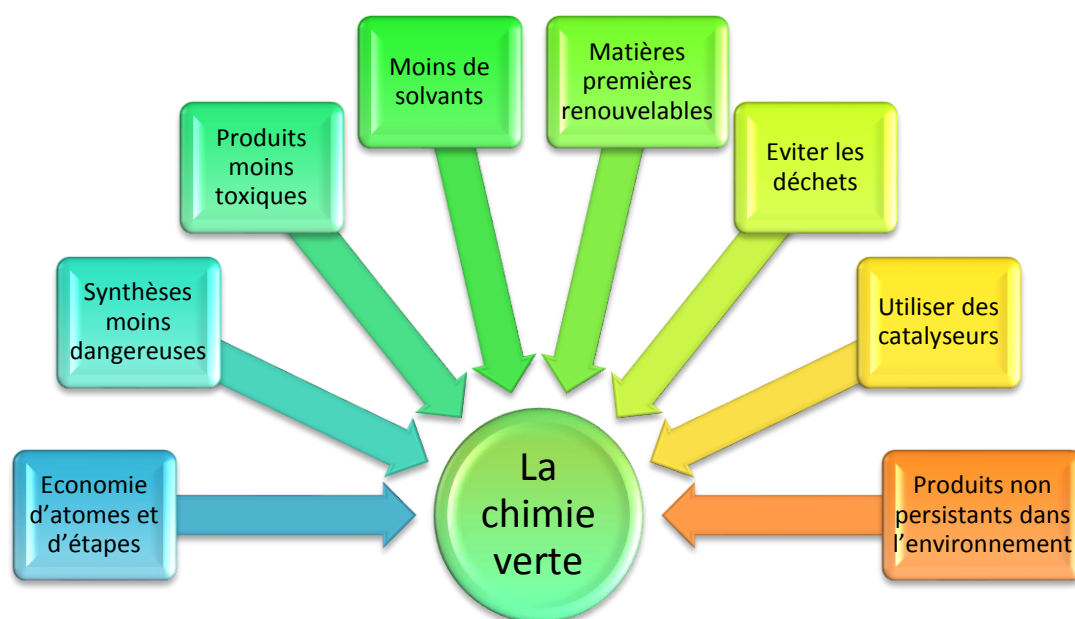 Economie
d'atomes et
d'étapes
Synthèses
moins
dangereuses
Produits
moins
toxiques
Moins de
solvants
Matières
premières
renouvelables
Eviter les
déchets
Utiliser des
catalyseurs
Produits non
persistants dans
l'environnement
La
chimie
verte